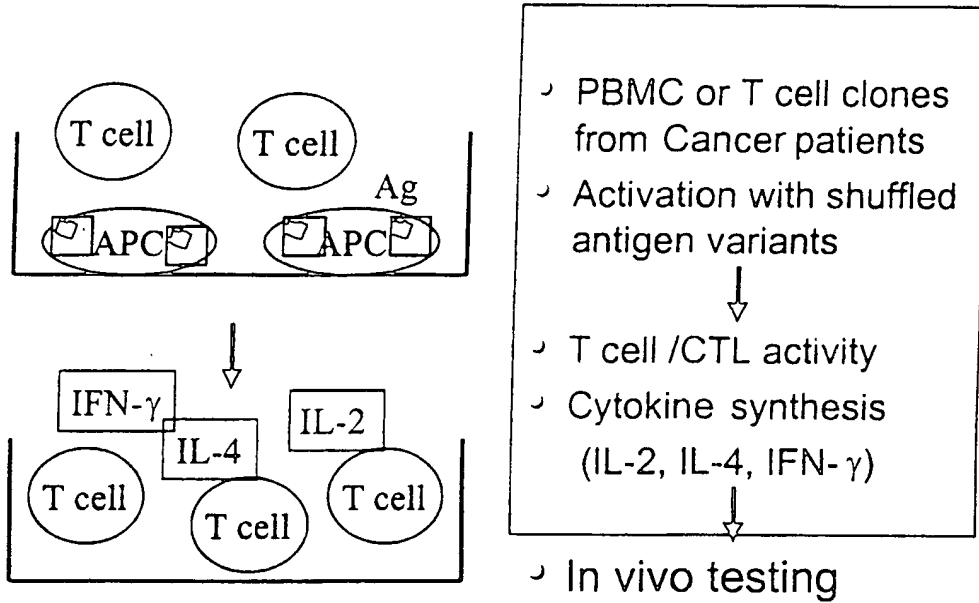 T cell
T cell
Ag
APC
APC
IFN-γ
IL-4
IL-2
T cell
T cell
T cell
PBMC or T cell clones
from Cancer patients
Activation with shuffled
antigen variants
T cell /CTL activity
Cytokine synthesis
(IL-2, IL-4, IFN- γ)
In vivo testing